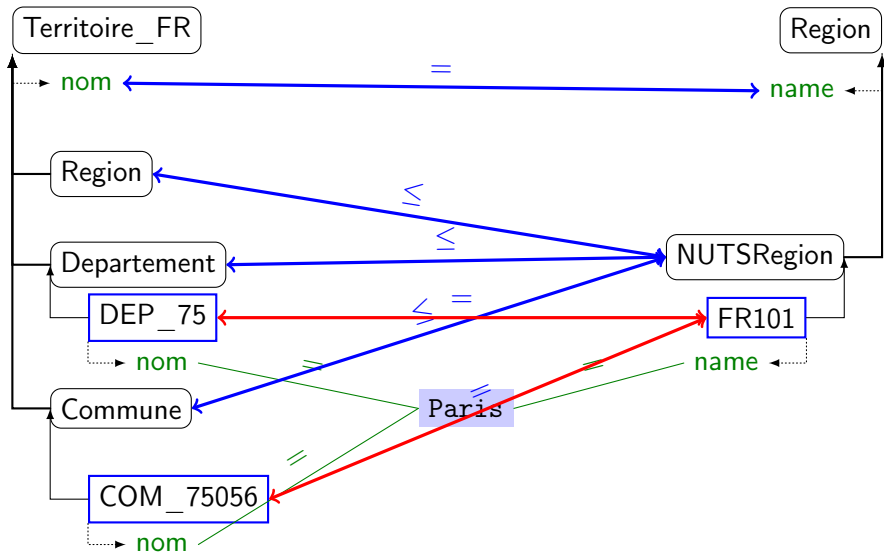 Territoire_FR
Region
nom
=
name
Region
≤
Departement
≤
NUTSRegion
DEP_75
=
≤
FR101
nom
=
=
name
Commune
Paris
=
=
COM_75056
nom